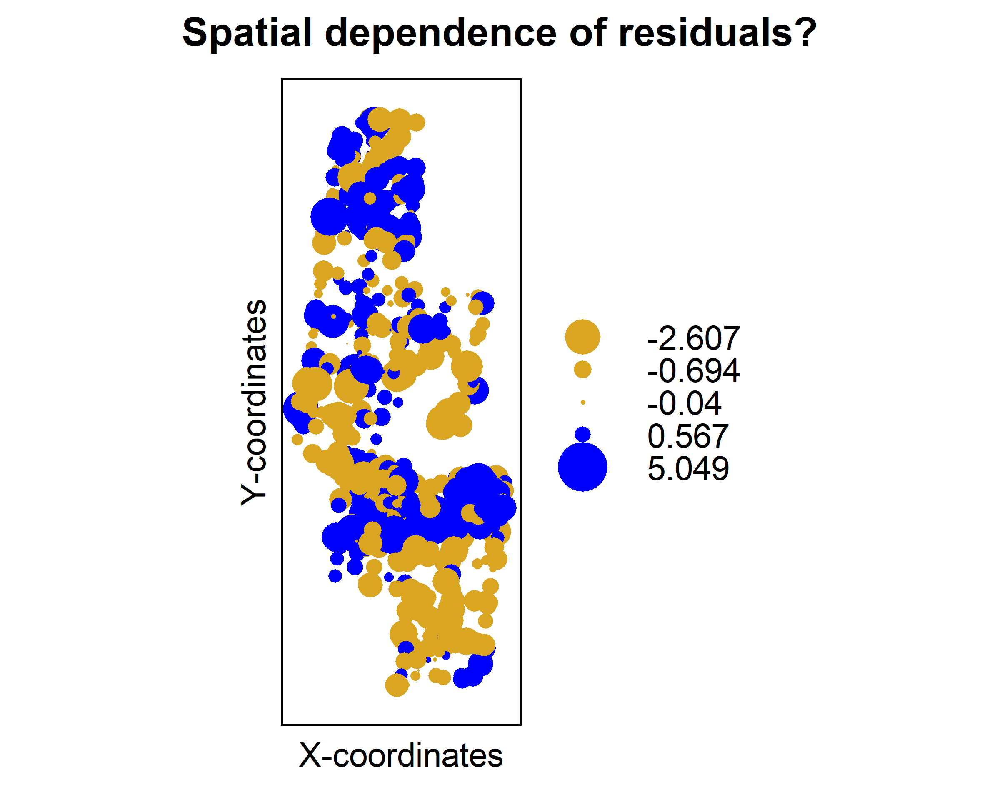 Spatial dependence of residuals?
Y-coordinates
-2.607
-0.694
-0.04
0.567
5.049
X-coordinates